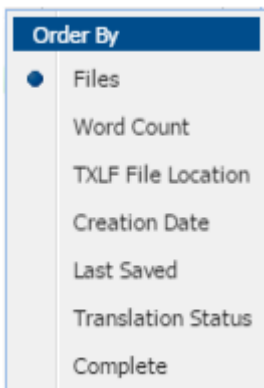 Order By
Files
Word Count
TXLF File Location
Creation Date
Last Saved
Translation Status
Complete